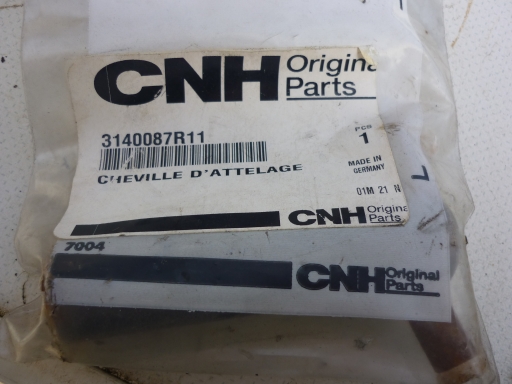 CNH Original Parts
3140087R11
PCS
1
CHEVILLE D'ATTELAGE
MADE IN
GERMANY
01M 21 N
CNH Original Parts
7004
CNH Original Parts